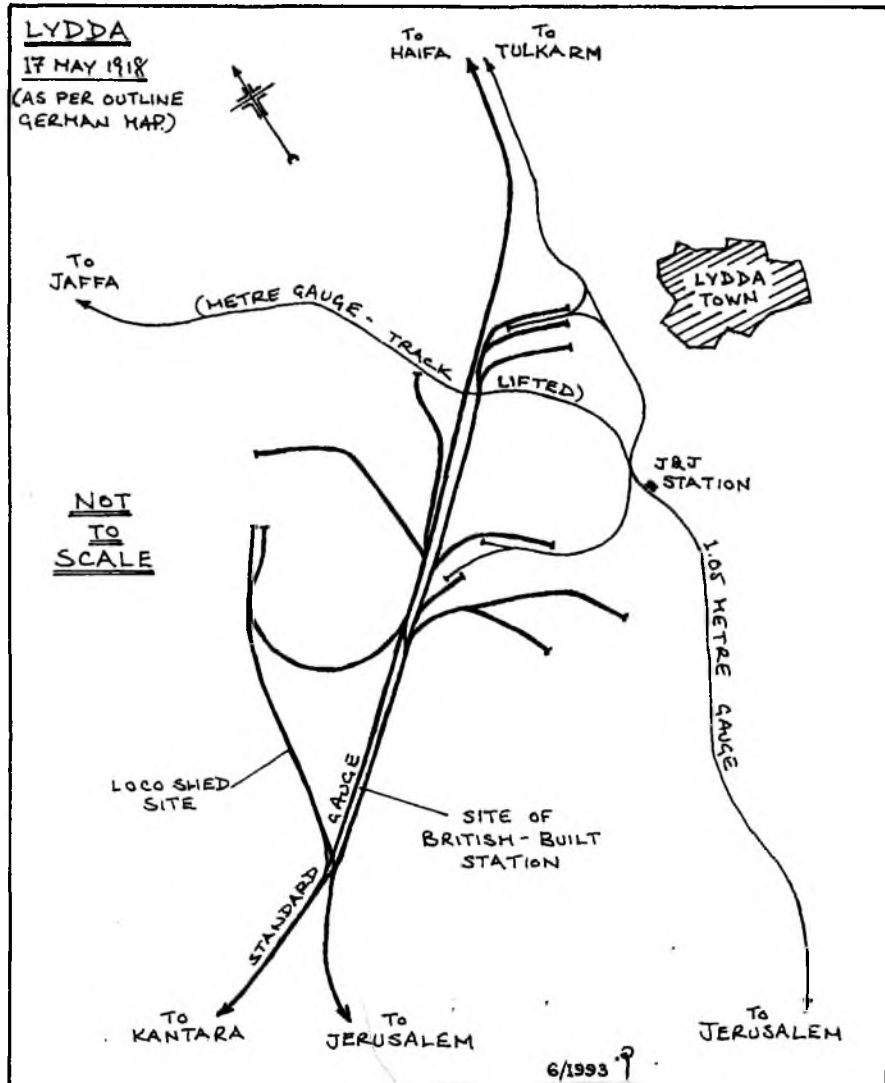 LYDDA
17 MAY 1918
(AS PER OUTLINE
GERMAN MAP.)
TO
HAIFA
TO
TULKARM
TO
JAFFA
(METRE GAUGE - TRACK LIFTED)
LYDDA
TOWN
J&J
STATION
NOT
TO
SCALE
1.05 METRE GAUGE
LOCO SHED
SITE
SITE OF
BRITISH - BUILT
STATION
STANDARD GAUGE
TO
KANTARA
TO
JERUSALEM
TO
JERUSALEM
6/1993